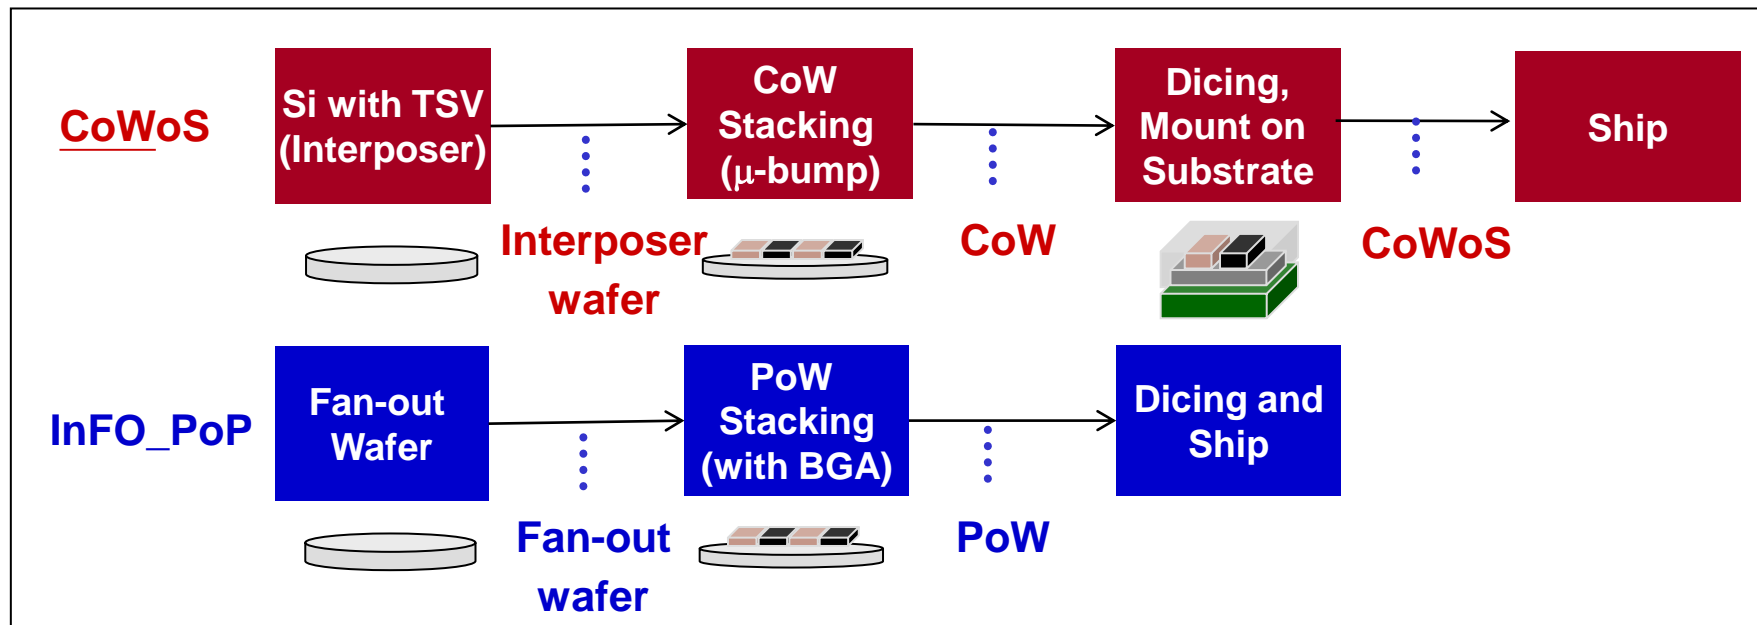 CoWoS
Si with TSV
(Interposer)
CoW
Stacking
(μ-bump)
Dicing,
Mount on
Substrate
Ship
Interposer
wafer
CoW
CoWoS
InFO_PoP
Fan-out
Wafer
PoW
Stacking
(with BGA)
Dicing and
Ship
Fan-out
wafer
PoW